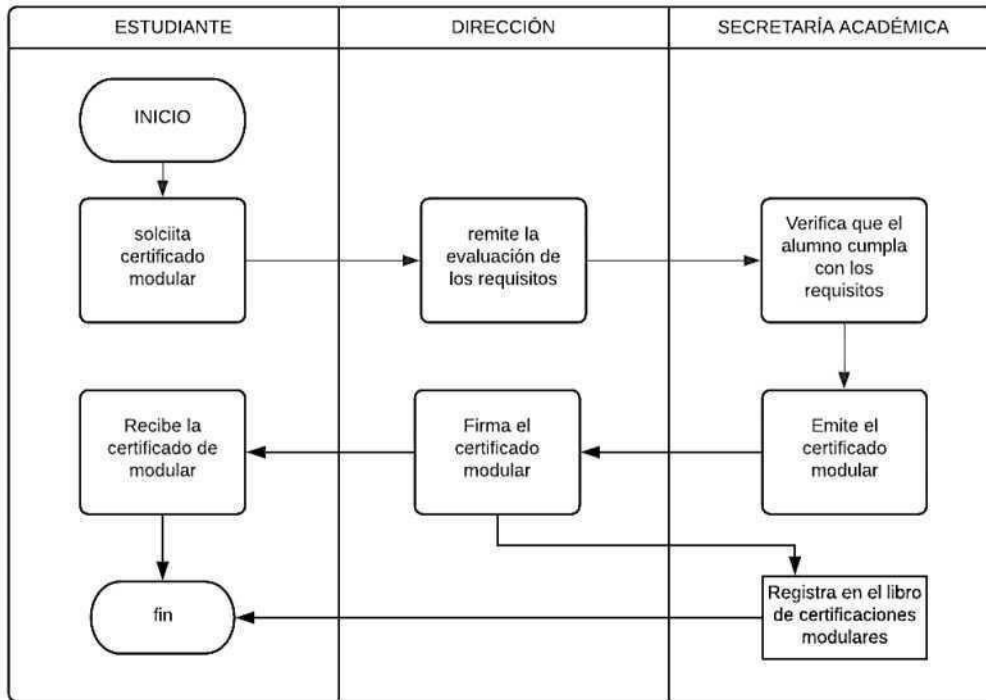 ESTUDIANTE
DIRECCIÓN
SECRETARÍA ACADÉMICA
INICIO
solciita
certificado
modular
remite la
evaluación de
los requisitos
Verifica que el
alumno cumpla
con los
requisitos
Recibe la
certificado de
modular
Firma el
certificado
modular
Emite el
certificado
modular
fin
Registra en el libro
de certificaciones
modulares